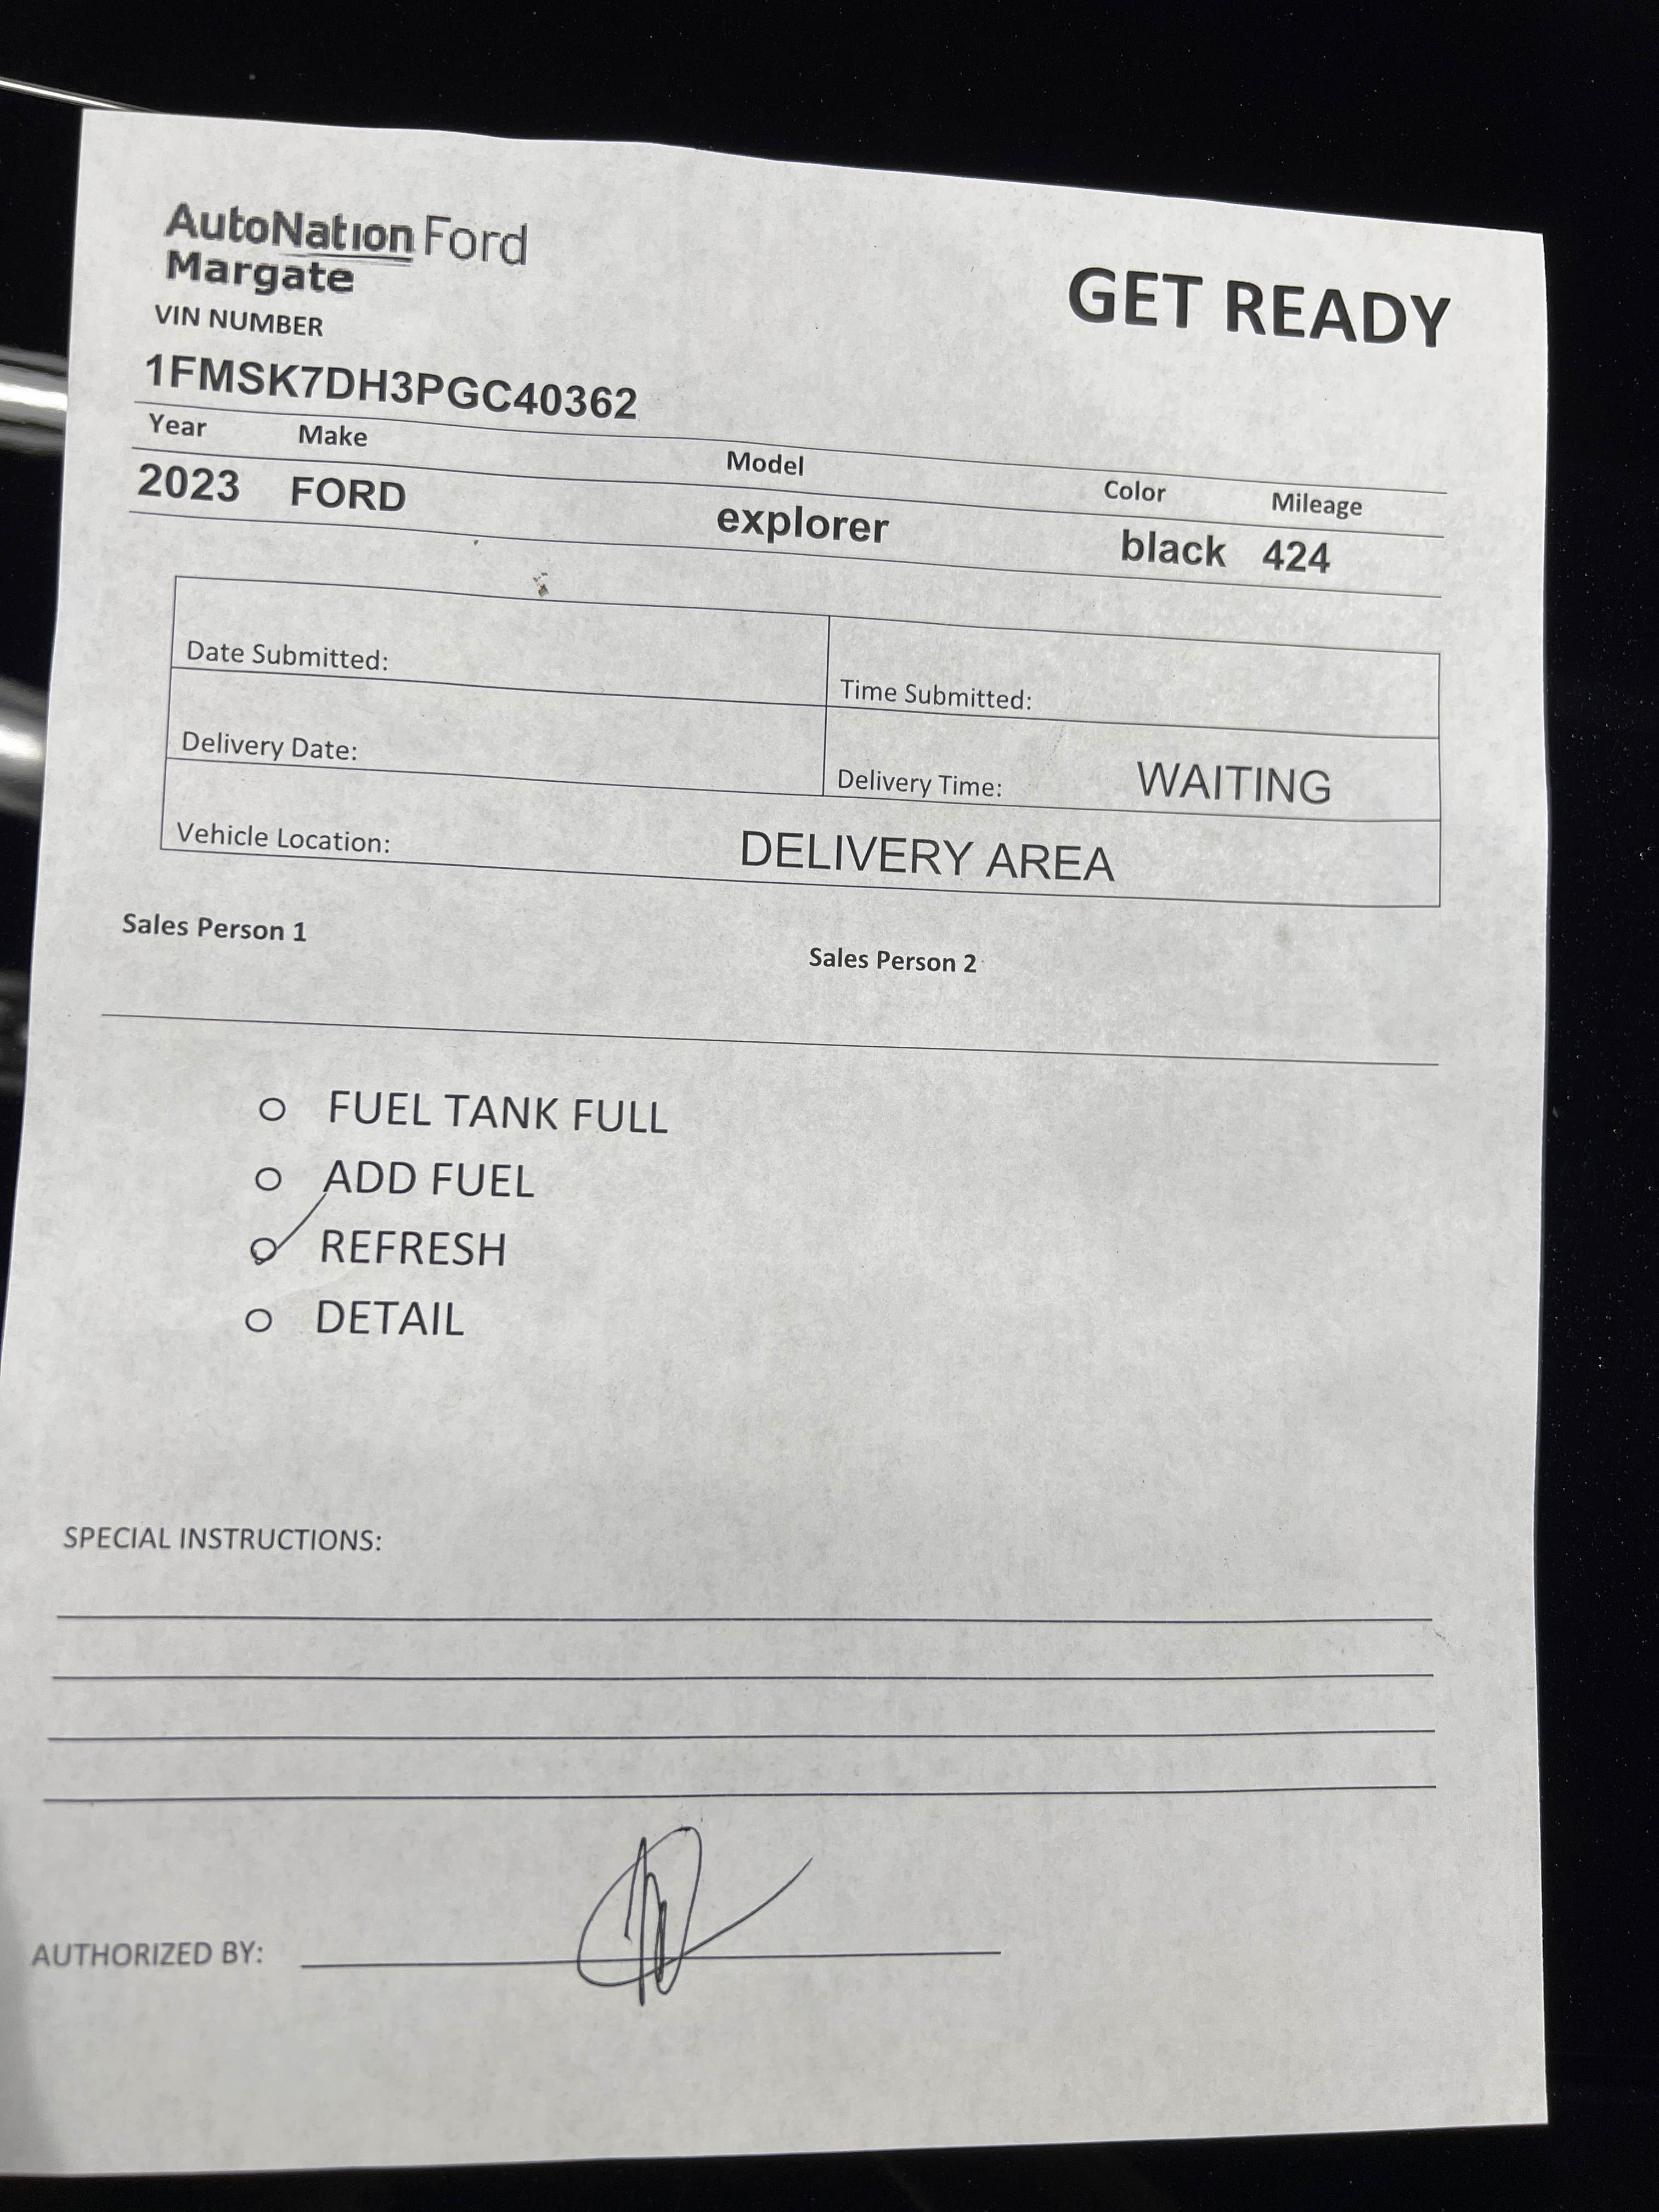 AutoNation Ford
Margate
GET READY
VIN NUMBER
1FMSK7DH3PGC40362
Year Make Model Color Mileage
2023 FORD explorer black 424
Date Submitted: Time Submitted:
Delivery Date: Delivery Time: WAITING
Vehicle Location: DELIVERY AREA
Sales Person 1 Sales Person 2
O FUEL TANK FULL
O ADD FUEL
O REFRESH
O DETAIL
SPECIAL INSTRUCTIONS:
AUTHORIZED BY: